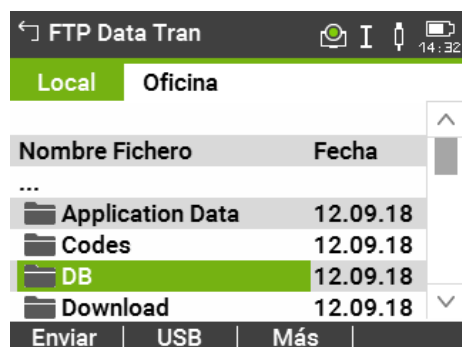 FTP Data Tran
14:32
Local Oficina
Nombre Fichero Fecha
...
Application Data 12.09.18
Codes 12.09.18
DB 12.09.18
Download 12.09.18
Enviar USB Más